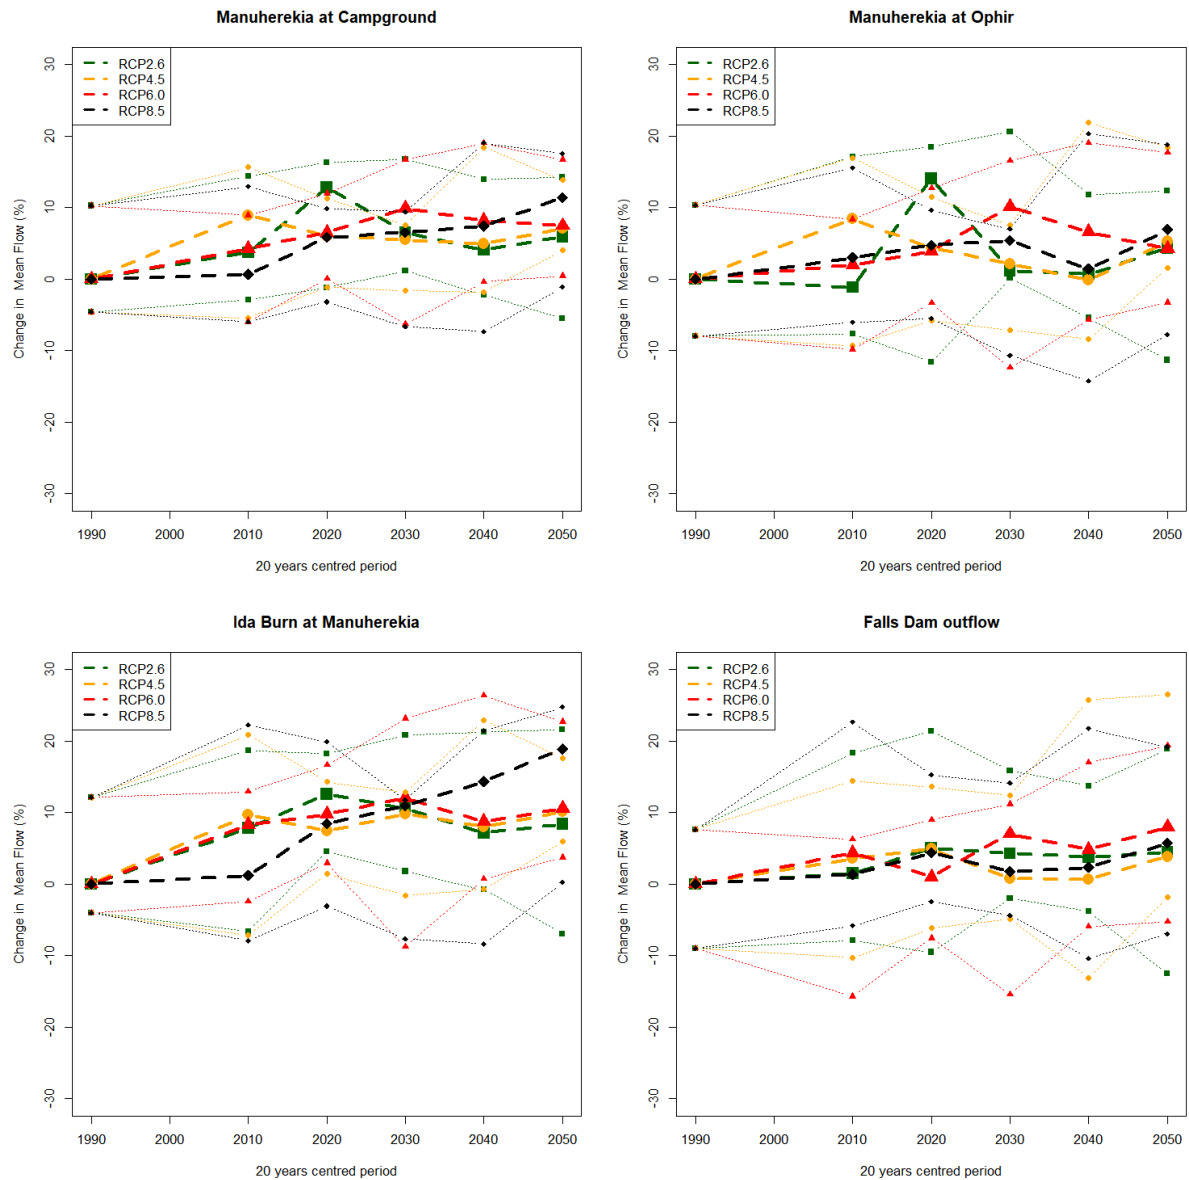 Manuherekia at Campground
RCP2.6
RCP4.5
RCP6.0
RCP8.5
30
20
10
0
-10
-20
-30
Change in Mean Flow (%)
1990 2000 2010 2020 2030 2040 2050
20 years centred period
Manuherekia at Ophir
RCP2.6
RCP4.5
RCP6.0
RCP8.5
30
20
10
0
-10
-20
-30
Change in Mean Flow (%)
1990 2000 2010 2020 2030 2040 2050
20 years centred period
Ida Burn at Manuherekia
RCP2.6
RCP4.5
RCP6.0
RCP8.5
30
20
10
0
-10
-20
-30
Change in Mean Flow (%)
1990 2000 2010 2020 2030 2040 2050
20 years centred period
Falls Dam outflow
RCP2.6
RCP4.5
RCP6.0
RCP8.5
30
20
10
0
-10
-20
-30
Change in Mean Flow (%)
1990 2000 2010 2020 2030 2040 2050
20 years centred period